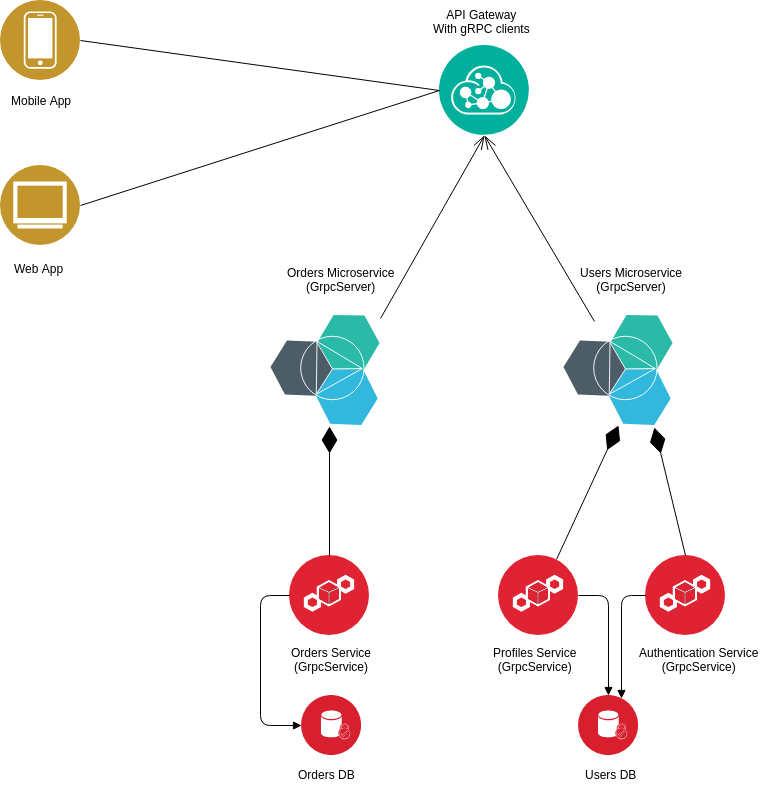 API Gateway
With gRPC clients
Mobile App
Web App
Orders Microservice
(GrpcServer)
Users Microservice
(GrpcServer)
Orders Service
(GrpcService)
Profiles Service
(GrpcService)
Authentication Service
(GrpcService)
Orders DB
Users DB